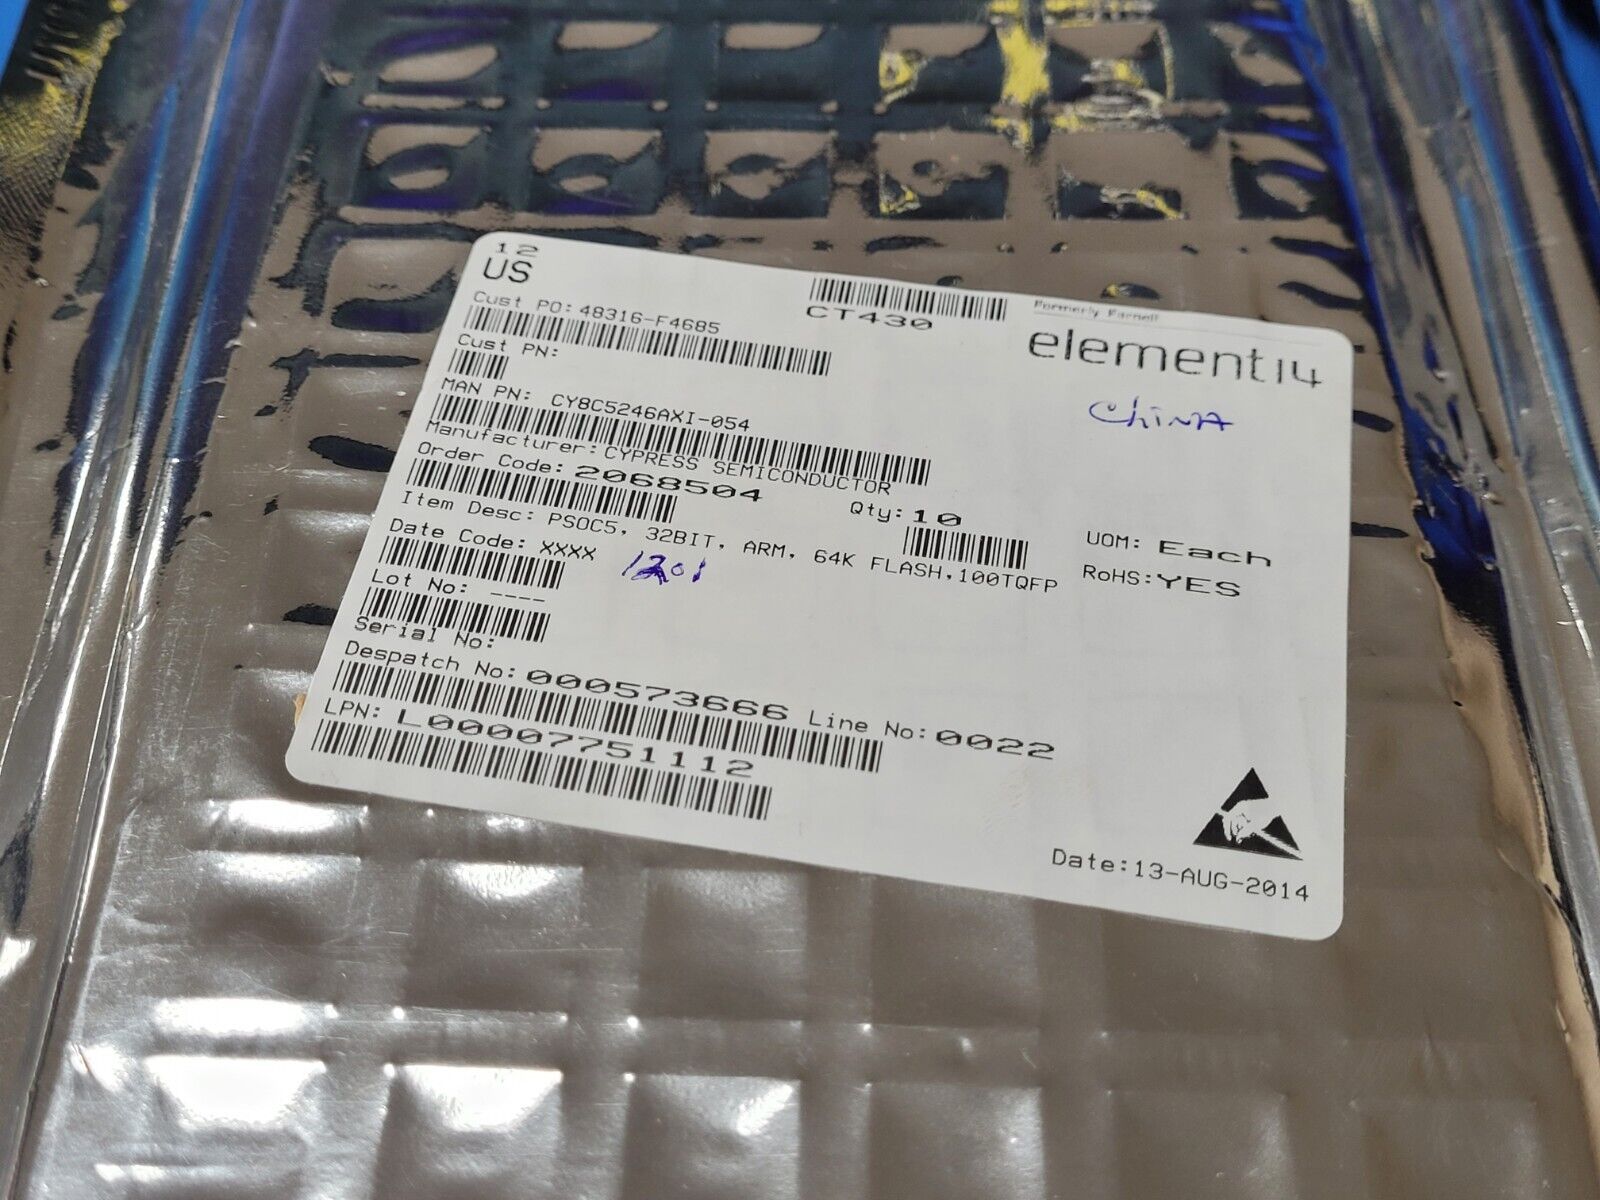 12
US
CT430
Formerly Farnell
element14
Cust PO: 48316-F4685
Cust PN:
China
MAN PN: CY8C5246AXI-054
Manufacturer: CYPRESS SEMICONDUCTOR
Order Code: 2068504
Qty: 10
UOM: Each
Item Desc: PSOC5, 32BIT, ARM, 64K FLASH,100TQFP
RoHS: YES
Date Code: XXXX 1201
Lot No: ----
Serial No:
Despatch No: 000573666 Line No: 0022
LPN: L00007751112
Date:13-AUG-2014